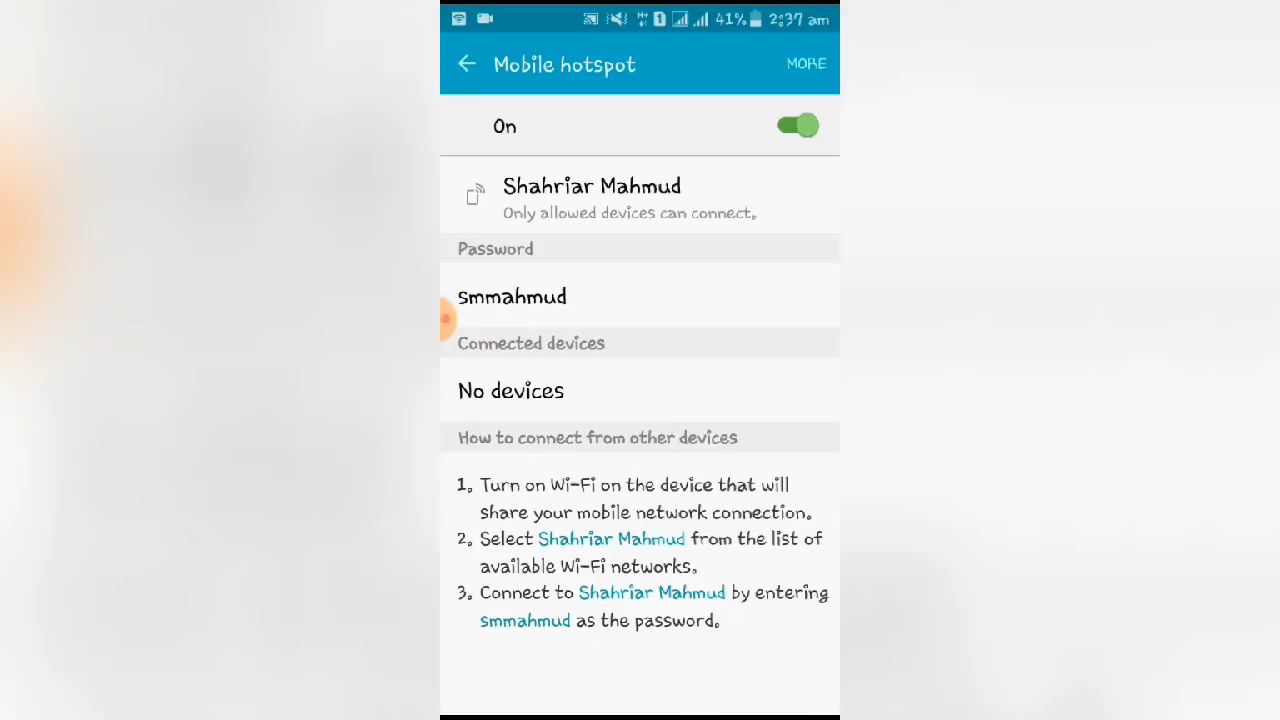 1 41% 2:37 am
Mobile hotspot MORE
On
Shahriar Mahmud
Only allowed devices can connect.
Password
smmahmud
Connected devices
No devices
How to connect from other devices
1. Turn on Wi-Fi on the device that will
share your mobile network connection.
2. Select Shahriar Mahmud from the list of
available Wi-Fi networks.
3. Connect to Shahriar Mahmud by entering
smmahmud as the password.